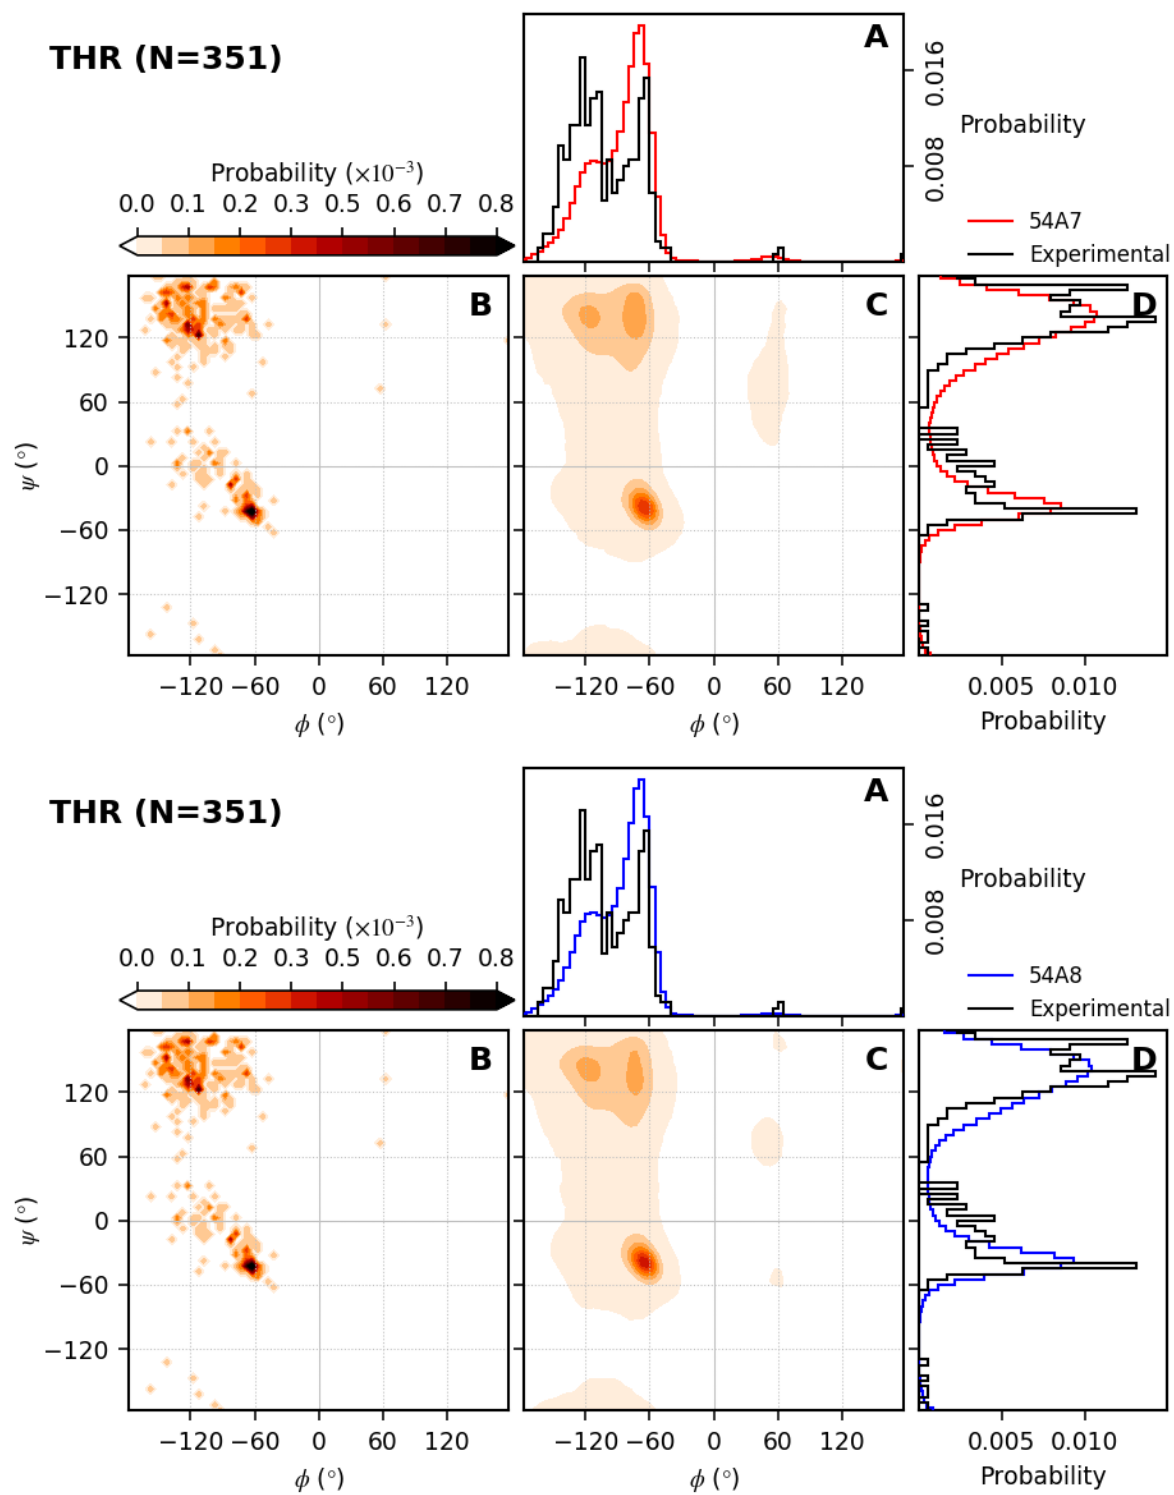 THR (N=351)
A
0.016
0.008
Probability
Probability (×10⁻³)
0.0 0.1 0.2 0.3 0.4 0.5 0.6 0.7 0.8
54A7
Experimental
B
C
D
120
60
0
−60
−120
ψ (°)
−120 −60 0 60 120
ϕ (°)
−120 −60 0 60 120
ϕ (°)
0.005 0.010
Probability
THR (N=351)
A
0.016
0.008
Probability
Probability (×10⁻³)
0.0 0.1 0.2 0.3 0.4 0.5 0.6 0.7 0.8
54A8
Experimental
B
C
D
120
60
0
−60
−120
ψ (°)
−120 −60 0 60 120
ϕ (°)
−120 −60 0 60 120
ϕ (°)
0.005 0.010
Probability